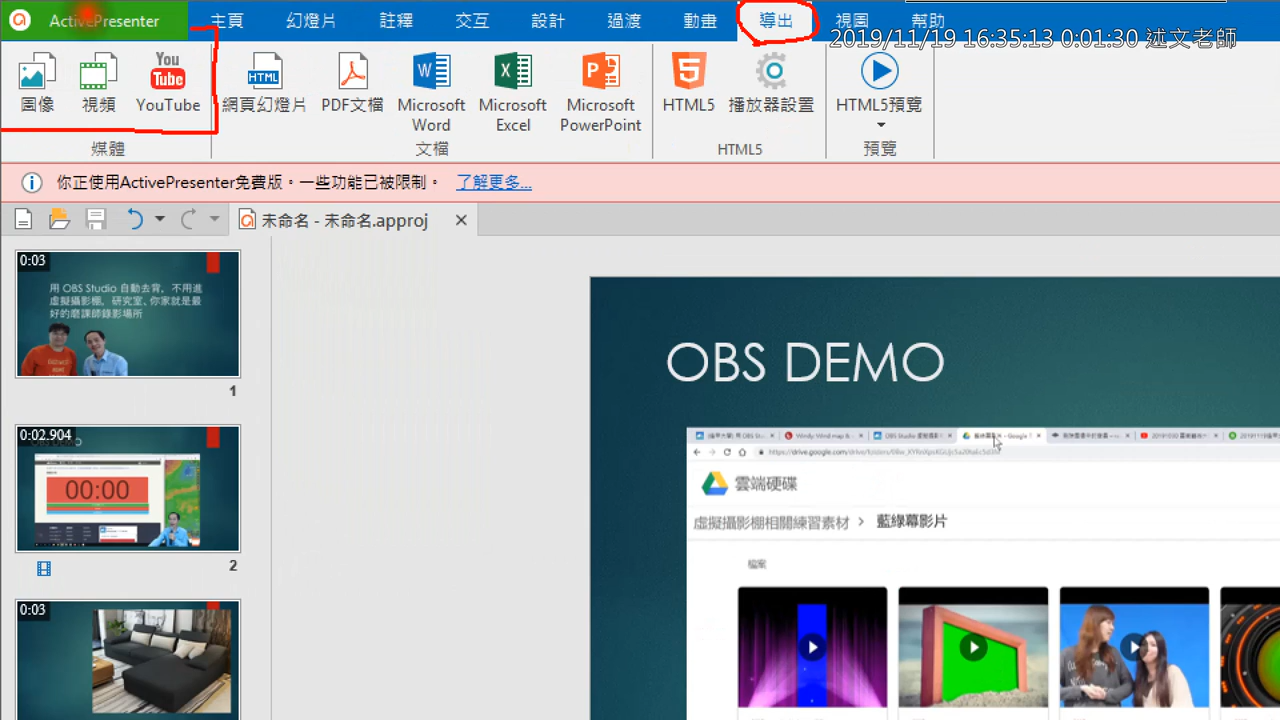 ActivePresenter 主頁 幻燈片 註釋 交互 設計 過渡 動畫 導出 視圖 幫助
2019/11/19 16:35:13 0:01:30 述文老師
圖像 視頻 YouTube 網頁幻燈片 PDF文檔 Microsoft Word Microsoft Excel Microsoft PowerPoint HTML5 播放器設置 HTML5預覽
媒體 文檔 HTML5 預覽
你正使用ActivePresenter免費版。一些功能已被限制。 了解更多...
未命名 - 未命名.approj
0:03
用 OBS Studio 自動去背, 不用進
虛擬攝影棚, 研究室、你家就是最
好的磨課師錄影場所
1
0:02.904
00:00
2
0:03
OBS DEMO
雲端硬碟
虛擬攝影棚相關練習素材 > 藍綠幕影片
檔案